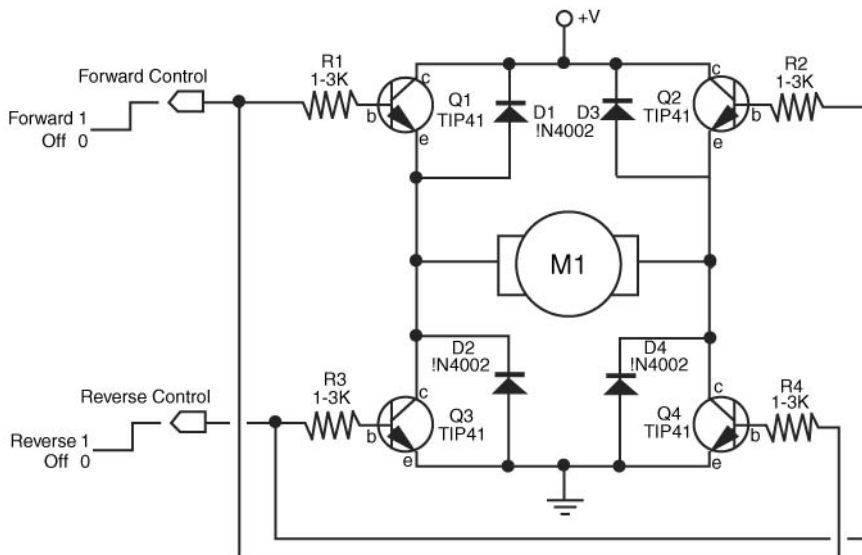 +V
Forward Control
Forward 1
Off 0
R1
1-3K
c
b
e
Q1
TIP41
D1
!N4002
D3
Q2
TIP41
c
b
e
R2
1-3K
M1
Reverse Control
Reverse 1
Off 0
R3
1-3K
c
b
e
Q3
TIP41
D2
!N4002
D4
!N4002
Q4
TIP41
c
b
e
R4
1-3K